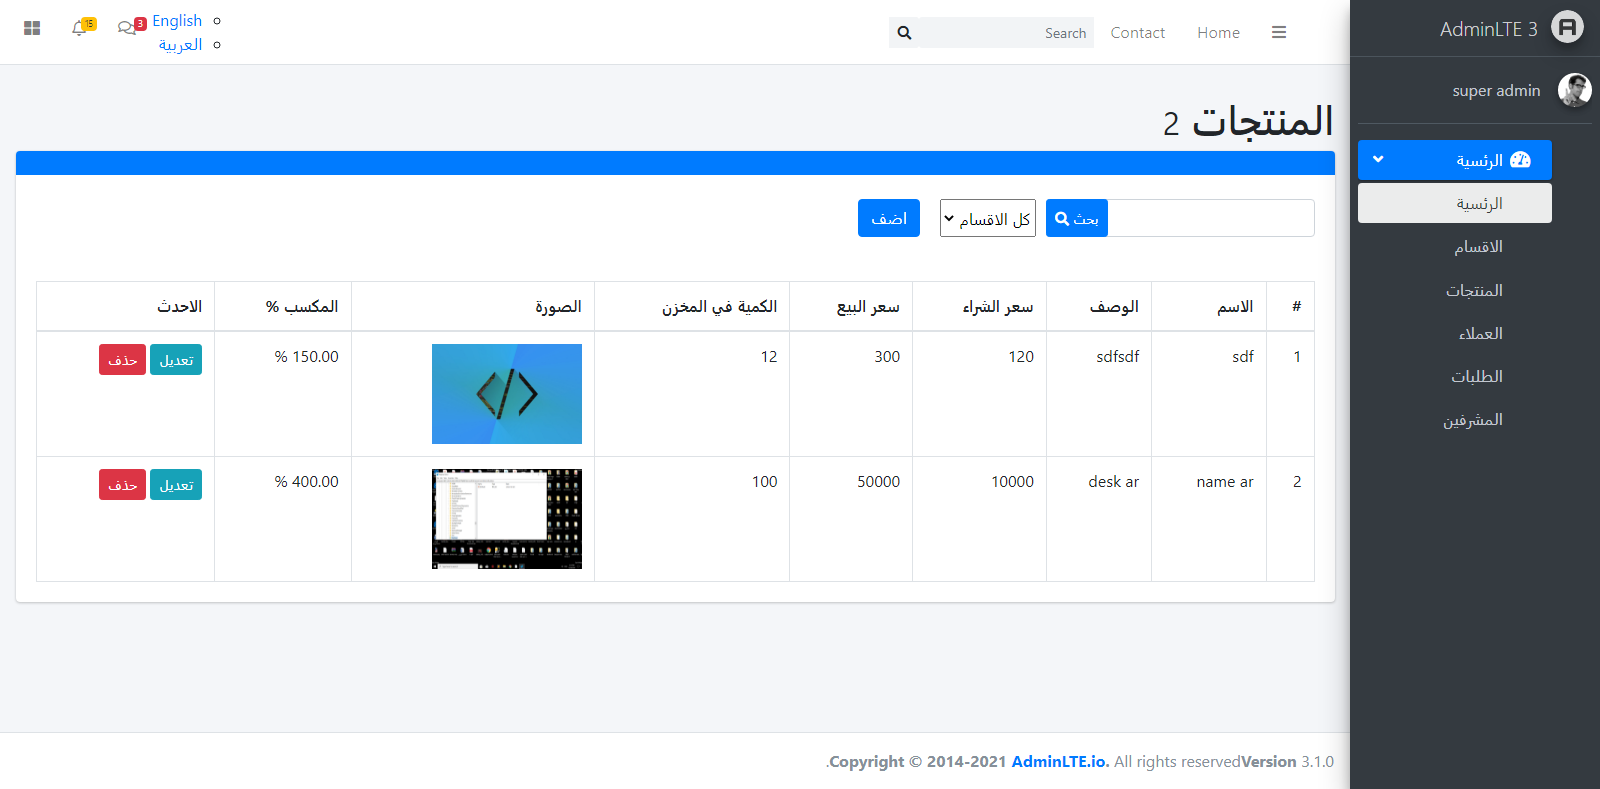 AdminLTE 3
super admin
الرئسية
الرئسية
الاقسام
المنتجات
العملاء
الطلبات
المشرفين
Home
Contact
Search
English
العربية
3
15
المنتجات 2
بحث
كل الاقسام
اضف
# الاسم الوصف سعر الشراء سعر البيع الكمية في المخزن الصورة المكسب % الاحدث
1 sdf sdfsdf 120 300 12 % 150.00 تعديل حذف
2 name ar desk ar 10000 50000 100 % 400.00 تعديل حذف
.Copyright © 2014-2021 AdminLTE.io. All rights reservedVersion 3.1.0